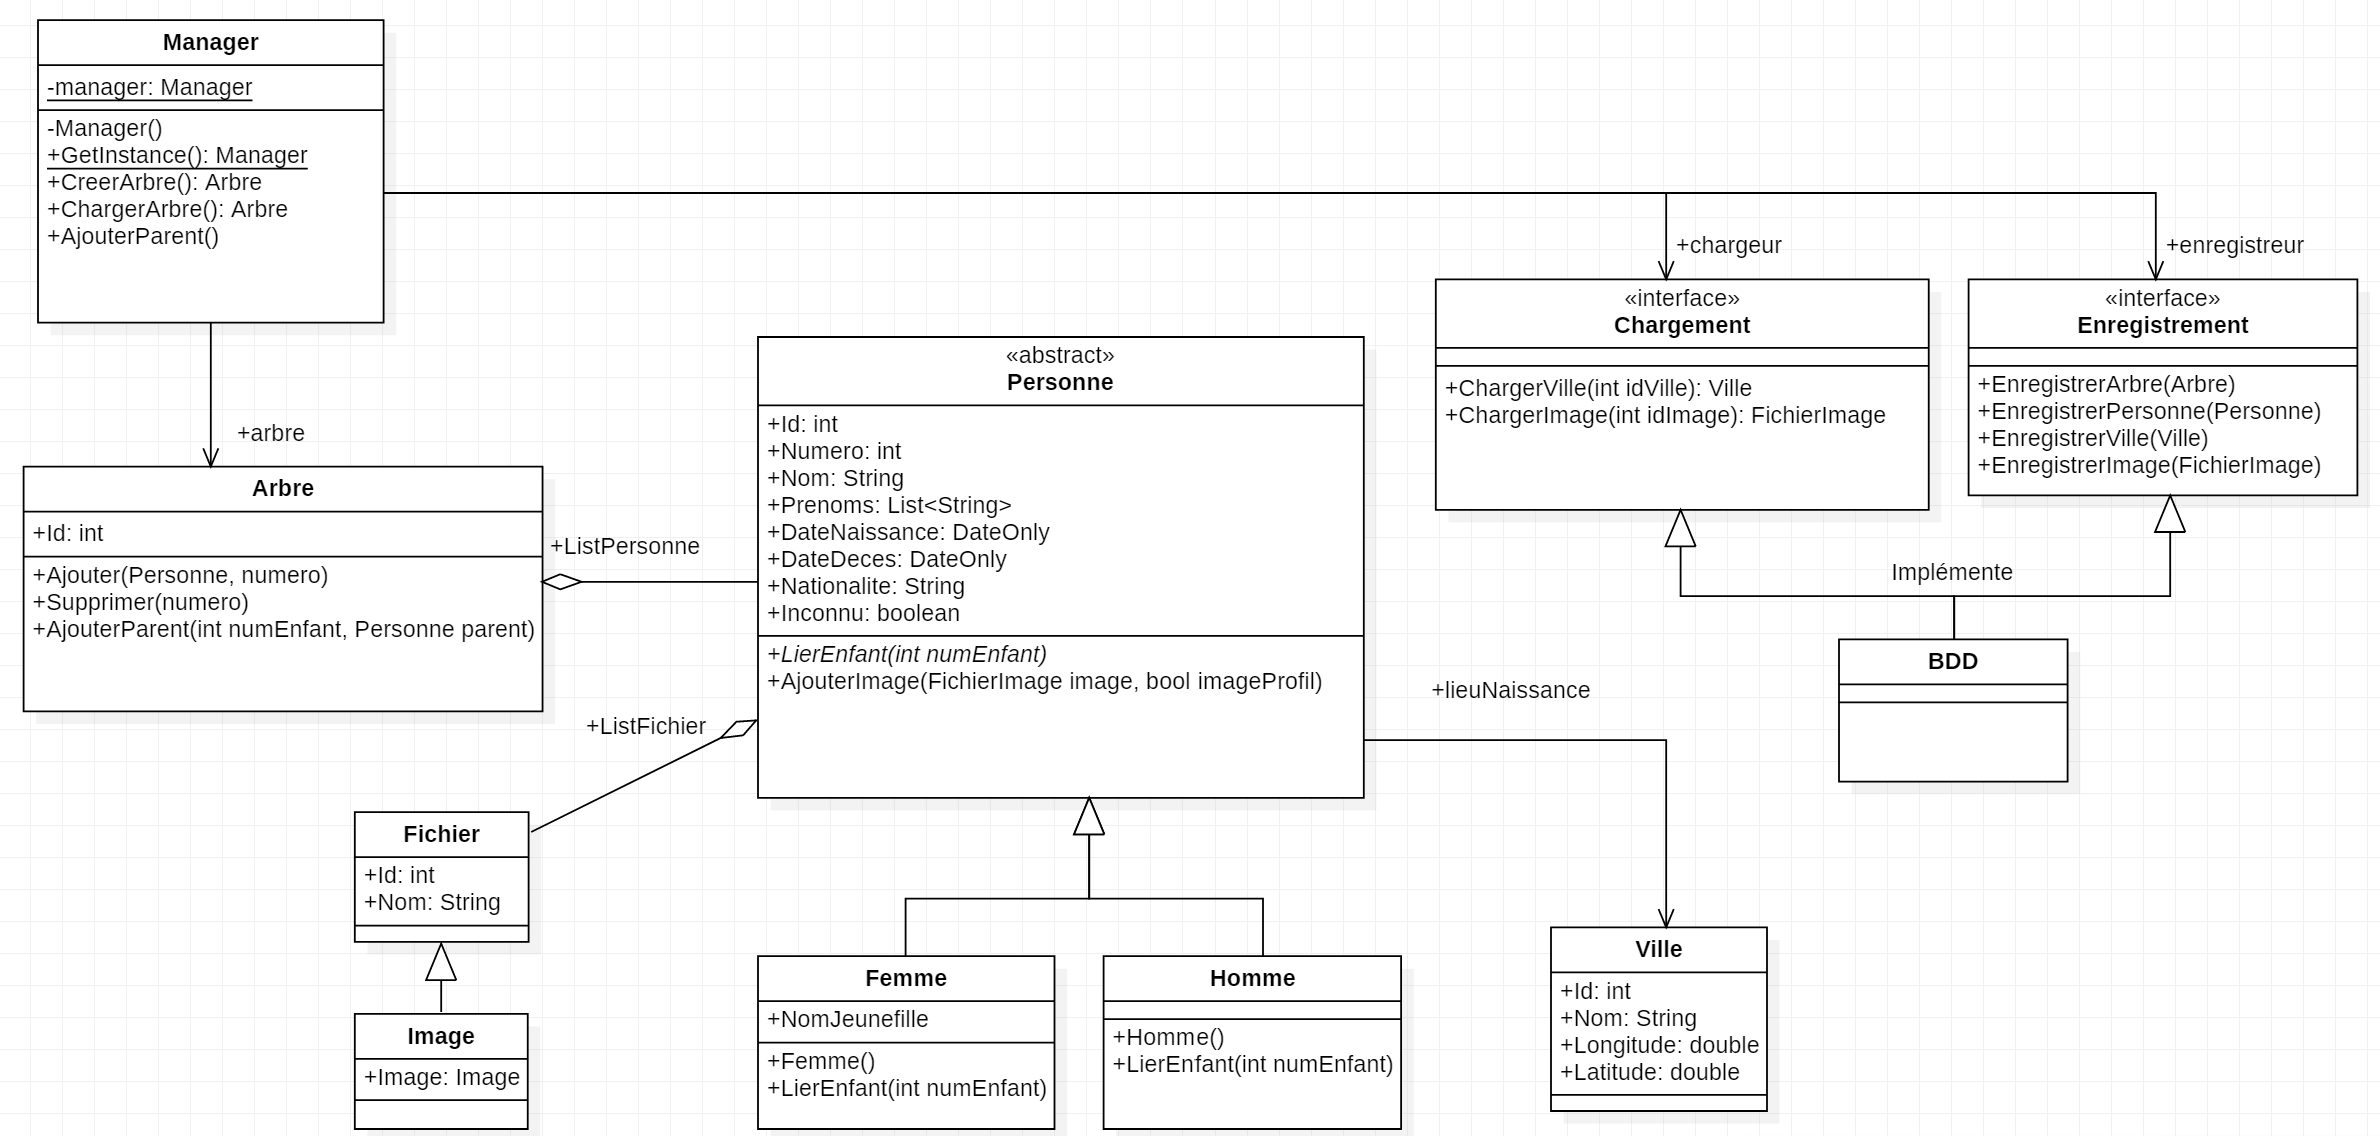 Manager
-manager: Manager
-Manager()
+GetInstance(): Manager
+CreerArbre(): Arbre
+ChargerArbre(): Arbre
+AjouterParent()
+chargeur
+enregistreur
«interface»
Chargement
+ChargerVille(int idVille): Ville
+ChargerImage(int idImage): FichierImage
«interface»
Enregistrement
+EnregistrerArbre(Arbre)
+EnregistrerPersonne(Personne)
+EnregistrerVille(Ville)
+EnregistrerImage(FichierImage)
+arbre
Arbre
+Id: int
+Ajouter(Personne, numero)
+Supprimer(numero)
+AjouterParent(int numEnfant, Personne parent)
+ListPersonne
«abstract»
Personne
+Id: int
+Numero: int
+Nom: String
+Prenoms: List<String>
+DateNaissance: DateOnly
+DateDeces: DateOnly
+Nationalite: String
+Inconnu: boolean
+LierEnfant(int numEnfant)
+AjouterImage(FichierImage image, bool imageProfil)
Implémente
BDD
+lieuNaissance
+ListFichier
Fichier
+Id: int
+Nom: String
Image
+Image: Image
Femme
+NomJeunefille
+Femme()
+LierEnfant(int numEnfant)
Homme
+Homme()
+LierEnfant(int numEnfant)
Ville
+Id: int
+Nom: String
+Longitude: double
+Latitude: double